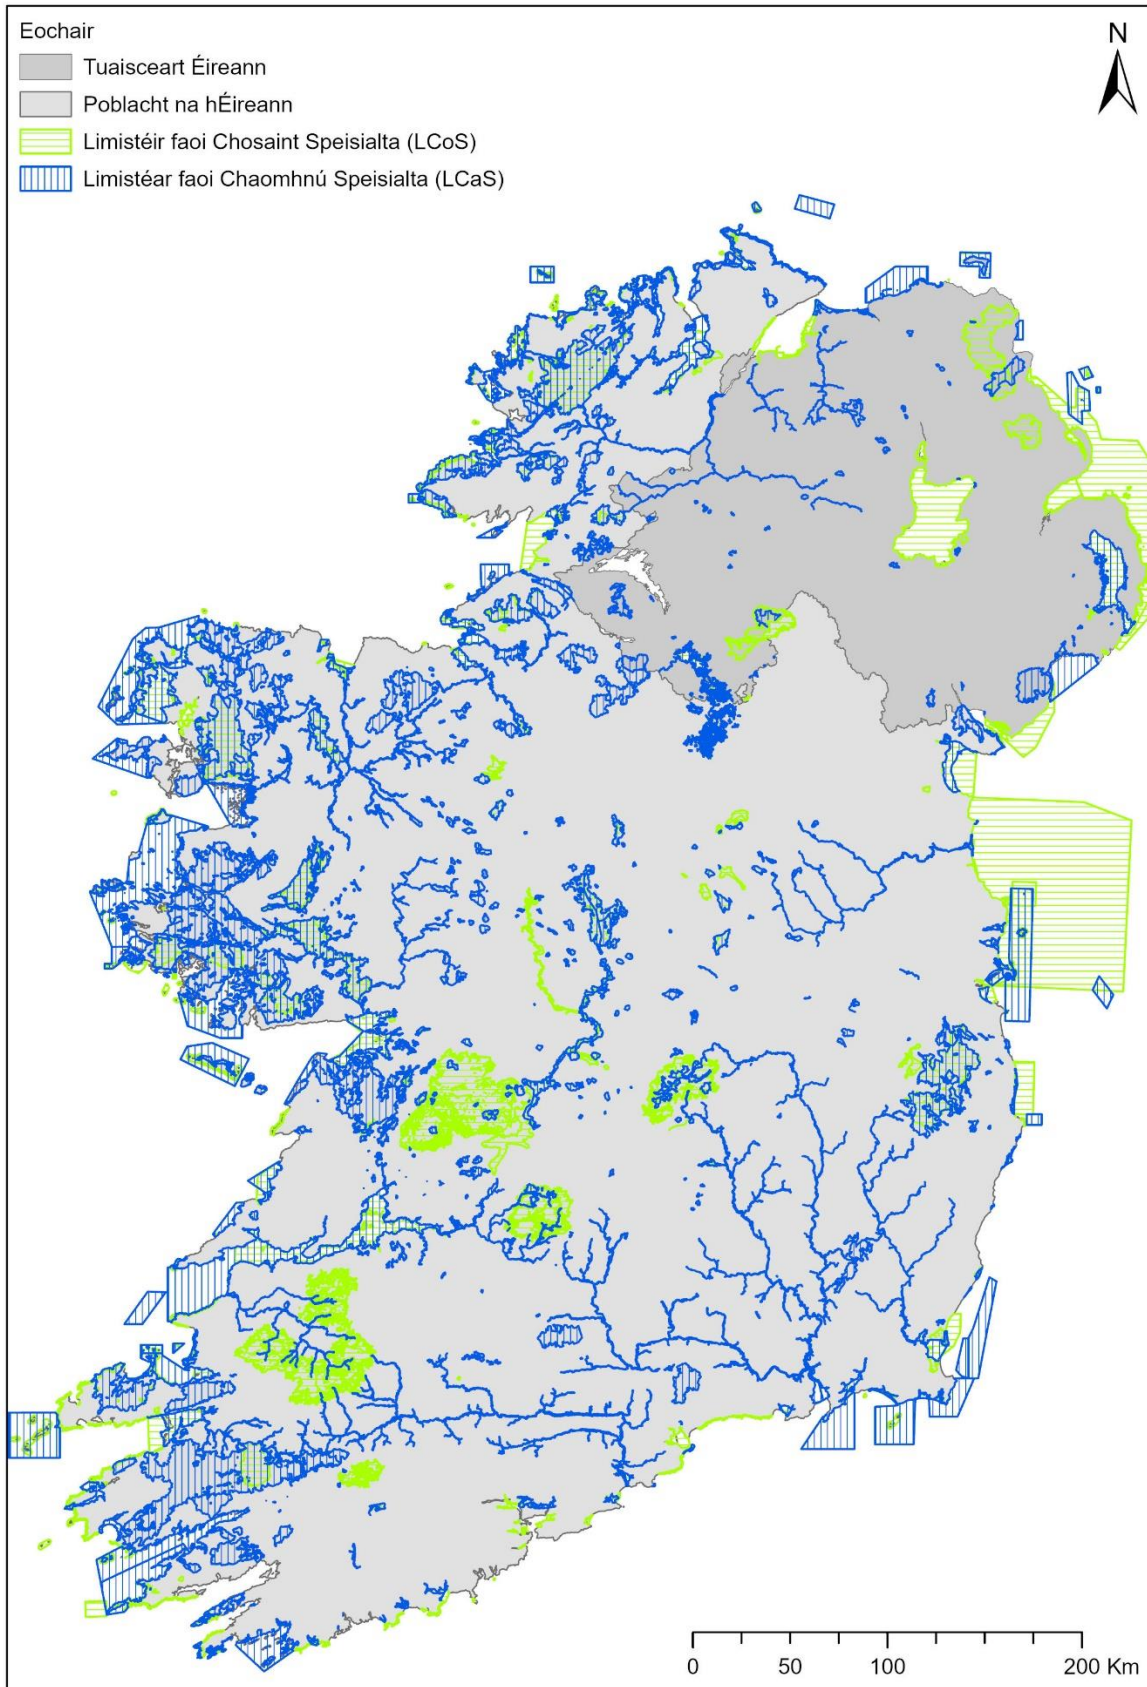 Eochair
N
Tuaisceart Éireann
Poblacht na hÉireann
Limistéir faoi Chosaint Speisialta (LCoS)
Limistéar faoi Chaomhnú Speisialta (LCaS)
0 50 100 200 Km